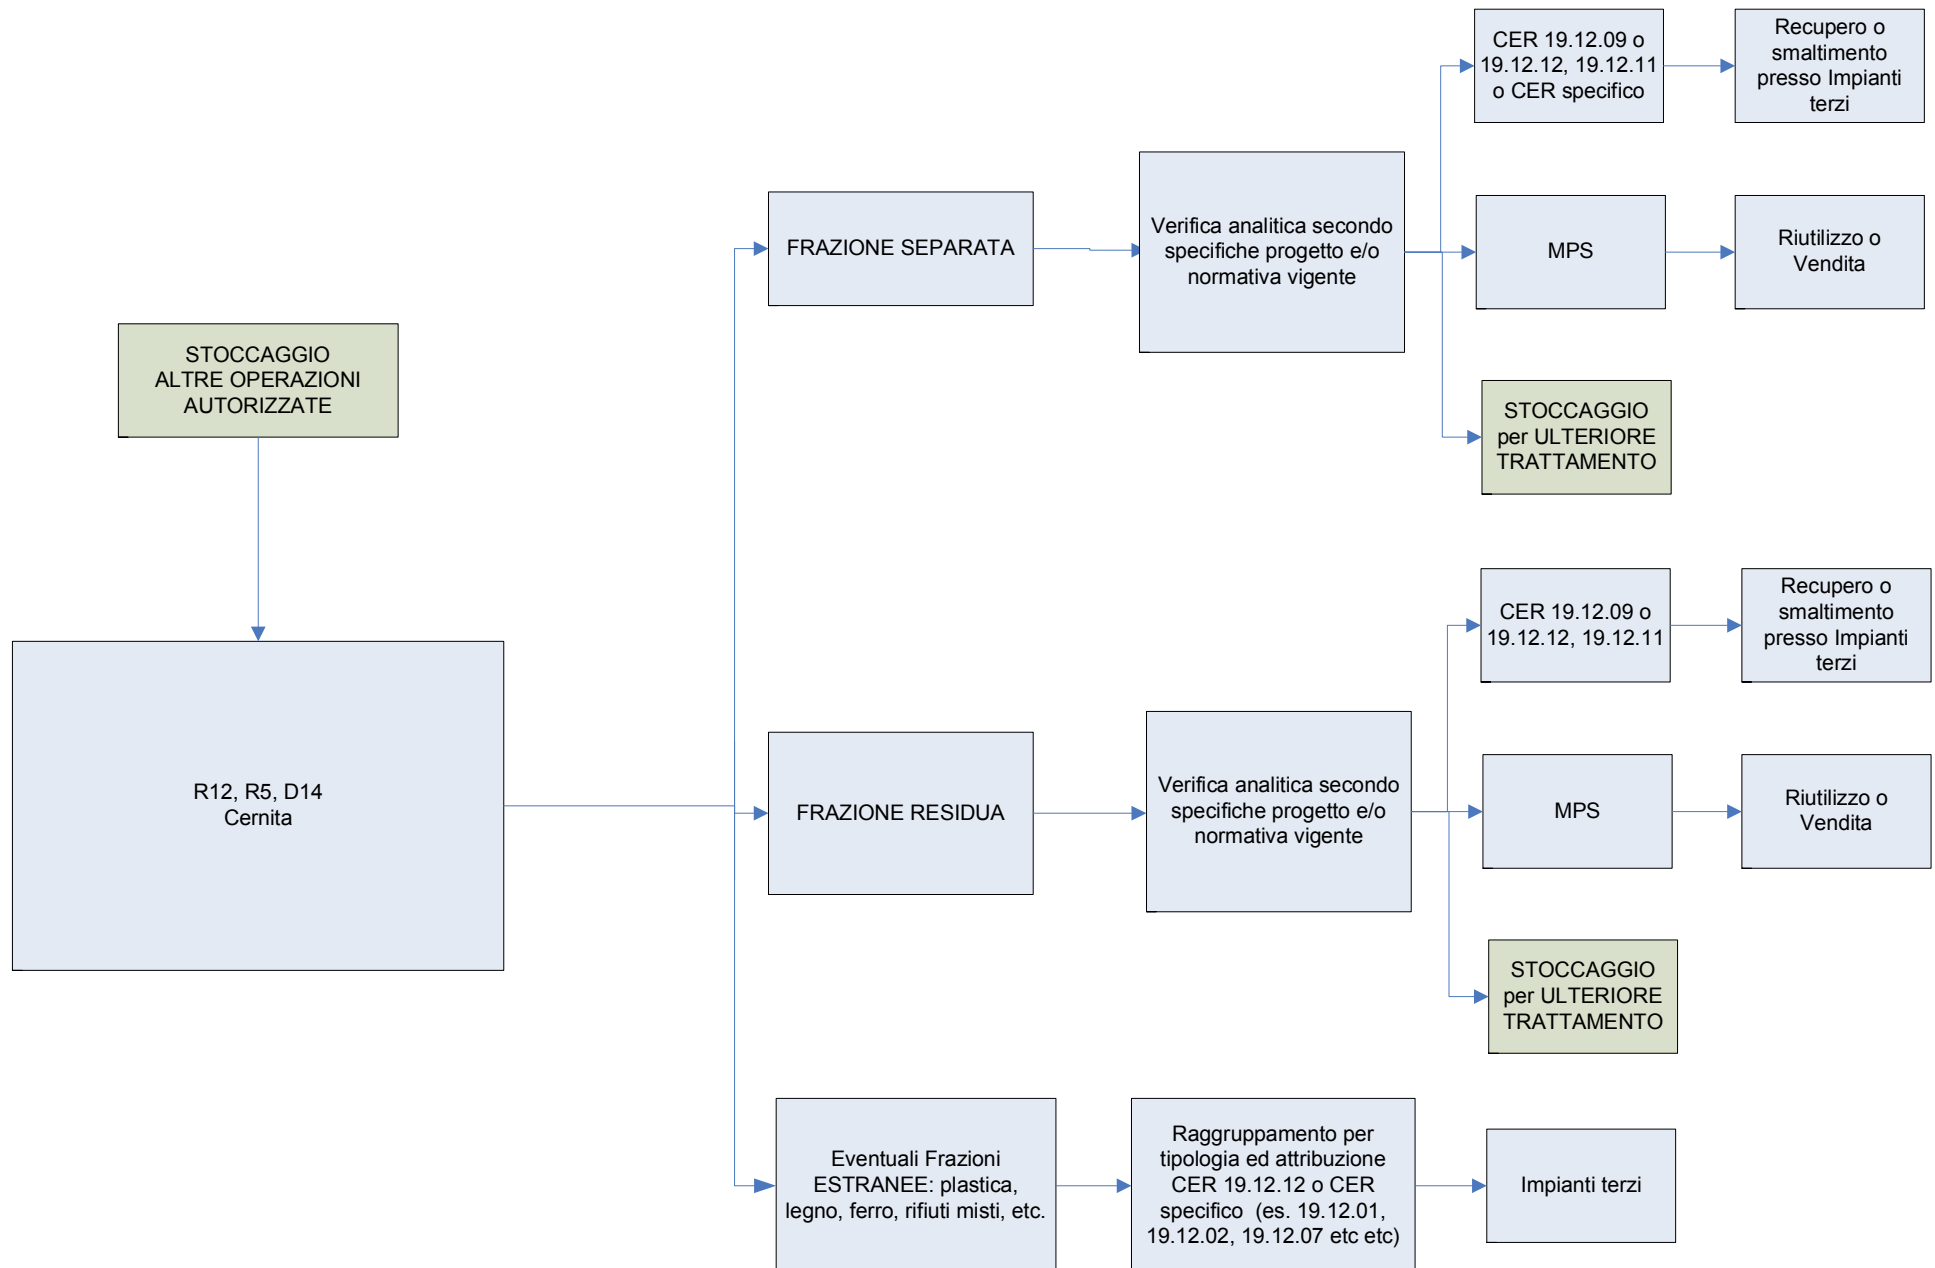 STOCCAGGIO
ALTRE OPERAZIONI
AUTORIZZATE
R12, R5, D14
Cernita
FRAZIONE SEPARATA
Verifica analitica secondo
specifiche progetto e/o
normativa vigente
CER 19.12.09 o
19.12.12, 19.12.11
o CER specifico
Recupero o
smaltimento
presso Impianti
terzi
MPS
Riutilizzo o
Vendita
STOCCAGGIO
per ULTERIORE
TRATTAMENTO
FRAZIONE RESIDUA
Verifica analitica secondo
specifiche progetto e/o
normativa vigente
CER 19.12.09 o
19.12.12, 19.12.11
Recupero o
smaltimento
presso Impianti
terzi
MPS
Riutilizzo o
Vendita
STOCCAGGIO
per ULTERIORE
TRATTAMENTO
Eventuali Frazioni
ESTRANEE: plastica,
legno, ferro, rifiuti misti, etc.
Raggruppamento per
tipologia ed attribuzione
CER 19.12.12 o CER
specifico (es. 19.12.01,
19.12.02, 19.12.07 etc etc)
Impianti terzi